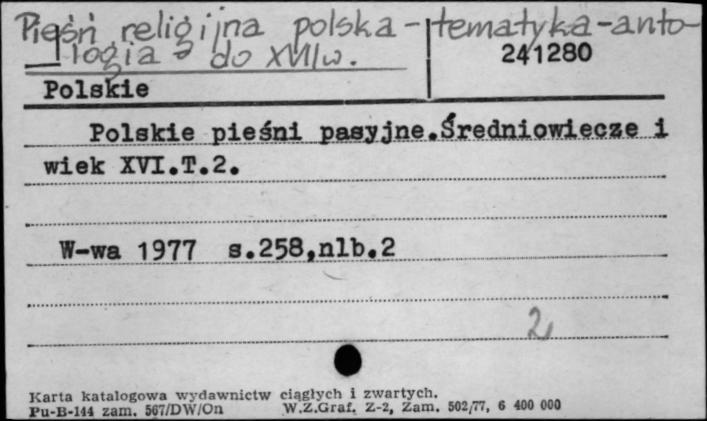 Pieśń religijna polska - tematyka - anto-
logia - do XVI w.
241280
Polskie
Polskie pieśni pasyjne.Średniowiecze i
wiek XVI.T.2.
W-wa 1977 s.258,nlb.2
2
Karta katalogowa wydawnictw ciągłych i zwartych.
Pu-B-144 zam. 567/DW/On W.Z.Graf. Z-2, Zam. 502/77, 6 400 000